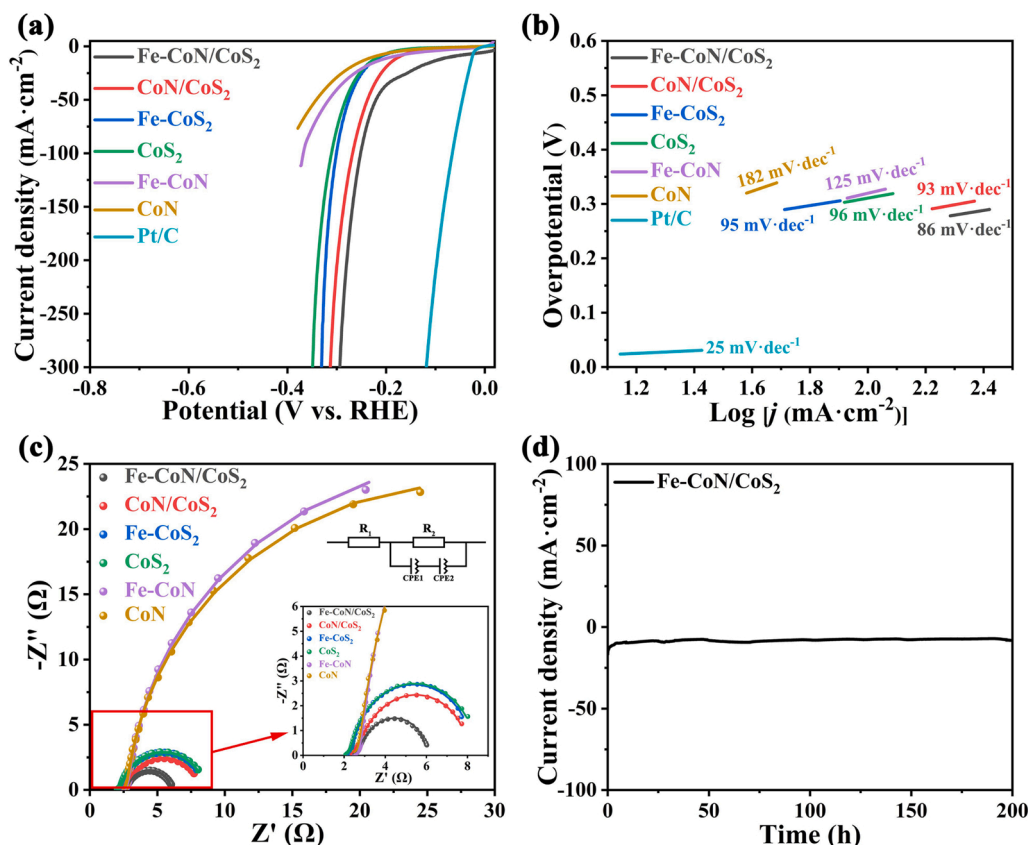 (a)
Current density (mA·cm⁻²)
0
-50
-100
-150
-200
-250
-300
Fe-CoN/CoS₂
CoN/CoS₂
Fe-CoS₂
CoS₂
Fe-CoN
CoN
Pt/C
-0.8
-0.6
-0.4
-0.2
0.0
Potential (V vs. RHE)
(b)
Overpotential (V)
0.6
0.5
0.4
0.3
0.2
0.1
0.0
Fe-CoN/CoS₂
CoN/CoS₂
Fe-CoS₂
CoS₂
Fe-CoN
CoN
Pt/C
182 mV·dec⁻¹
125 mV·dec⁻¹
93 mV·dec⁻¹
95 mV·dec⁻¹
96 mV·dec⁻¹
86 mV·dec⁻¹
25 mV·dec⁻¹
1.2
1.6
2.0
2.4
Log [j (mA·cm⁻²)]
(c)
-Z'' (Ω)
25
20
15
10
5
0
Fe-CoN/CoS₂
CoN/CoS₂
Fe-CoS₂
CoS₂
Fe-CoN
CoN
R₁
R₂
CPE1
CPE2
-Z'' (Ω)
6
5
4
3
2
1
0
Fe-CoN/CoS₂
CoN/CoS₂
Fe-CoS₂
CoS₂
Fe-CoN
CoN
0
2
4
6
8
Z' (Ω)
0
5
10
15
20
25
30
Z' (Ω)
(d)
Current density (mA·cm⁻²)
100
50
0
-50
-100
Fe-CoN/CoS₂
0
50
100
150
200
Time (h)